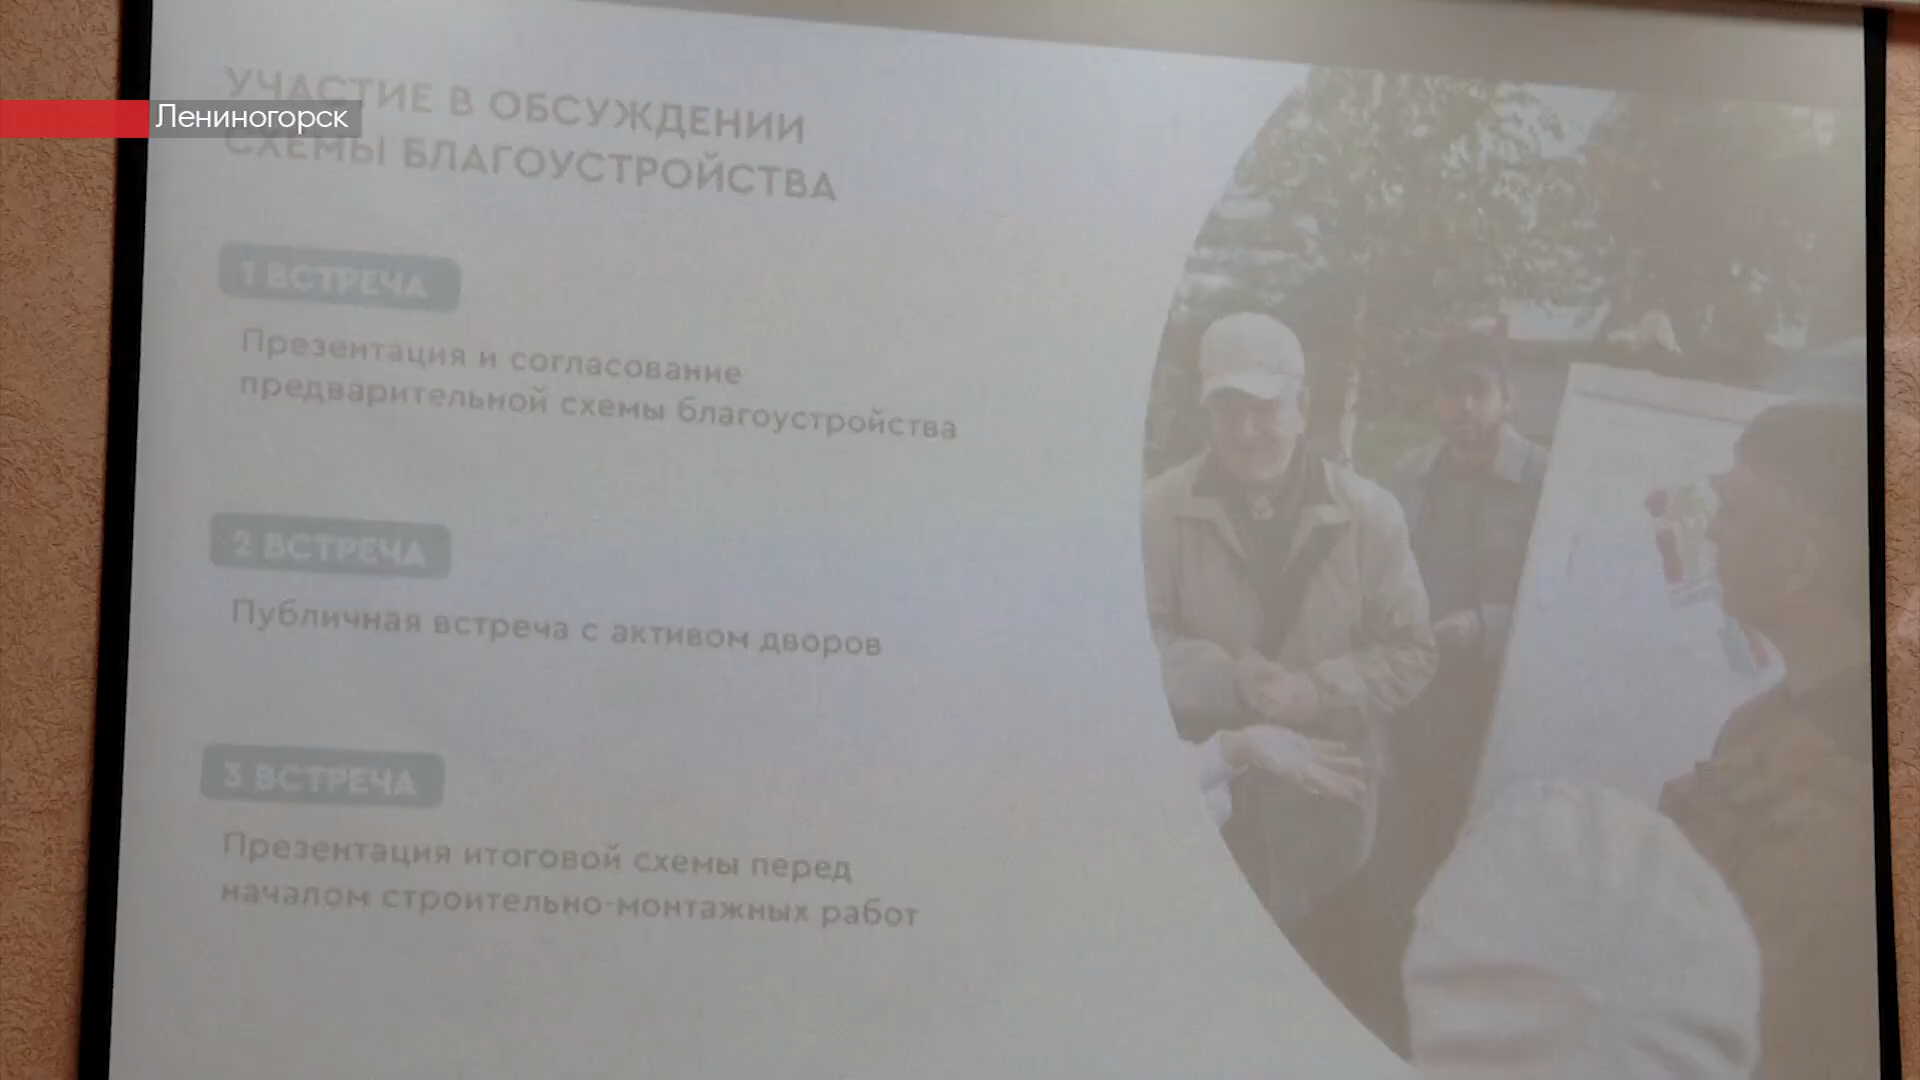 УЧАСТИЕ В ОБСУЖДЕНИИ
Лениногорск
СХЕМЫ БЛАГОУСТРОЙСТВА
1 ВСТРЕЧА
Презентация и согласование
предварительной схемы благоустройства
2 ВСТРЕЧА
Публичная встреча с активом дворов
3 ВСТРЕЧА
Презентация итоговой схемы перед
началом строительно-монтажных работ